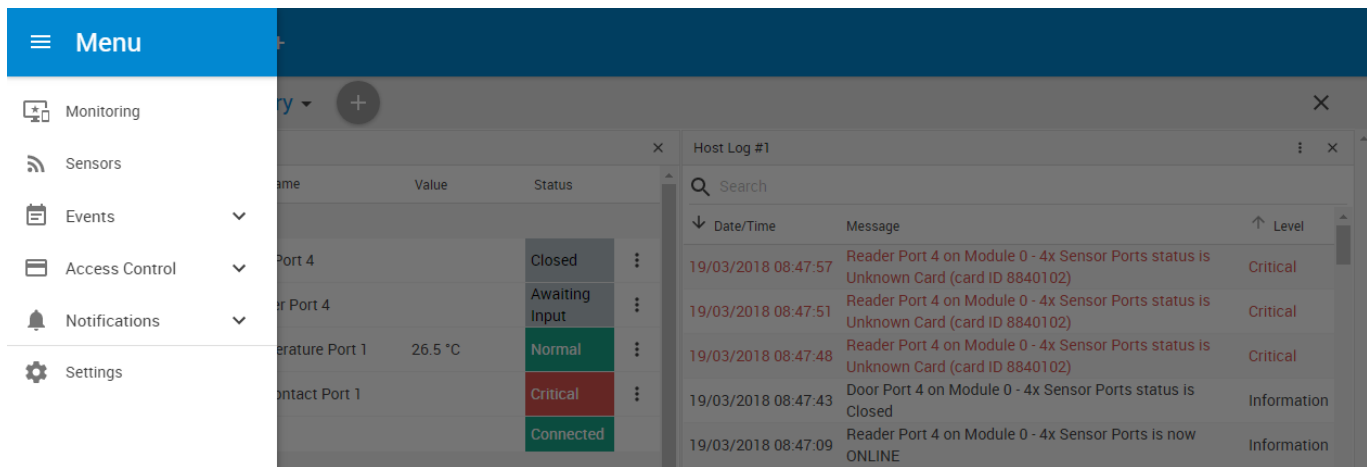 Menu
Monitoring
Sensors
Events
Access Control
Notifications
Settings
ry
Value Status
Port 4 Closed
er Port 4 Awaiting
Input
erature Port 1 26.5 °C Normal
ontact Port 1 Critical
Connected
Host Log #1
Search
Date/Time Message Level
19/03/2018 08:47:57 Reader Port 4 on Module 0 - 4x Sensor Ports status is
Unknown Card (card ID 8840102) Critical
19/03/2018 08:47:51 Reader Port 4 on Module 0 - 4x Sensor Ports status is
Unknown Card (card ID 8840102) Critical
19/03/2018 08:47:48 Reader Port 4 on Module 0 - 4x Sensor Ports status is
Unknown Card (card ID 8840102) Critical
19/03/2018 08:47:43 Door Port 4 on Module 0 - 4x Sensor Ports status is
Closed Information
19/03/2018 08:47:09 Reader Port 4 on Module 0 - 4x Sensor Ports is now
ONLINE Information